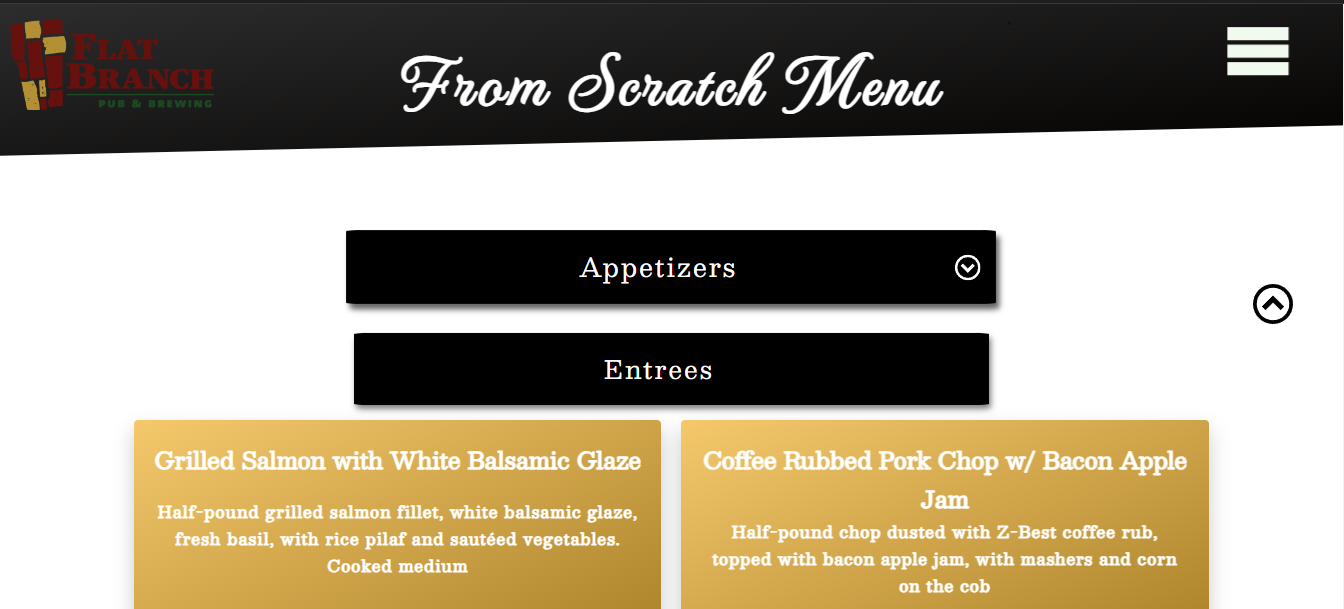 FLAT
BRANCH
PUB & BREWING
From Scratch Menu
Appetizers
Entrees
Grilled Salmon with White Balsamic Glaze
Half-pound grilled salmon fillet, white balsamic glaze,
fresh basil, with rice pilaf and sautéed vegetables.
Cooked medium
Coffee Rubbed Pork Chop w/ Bacon Apple
Jam
Half-pound chop dusted with Z-Best coffee rub,
topped with bacon apple jam, with mashers and corn
on the cob